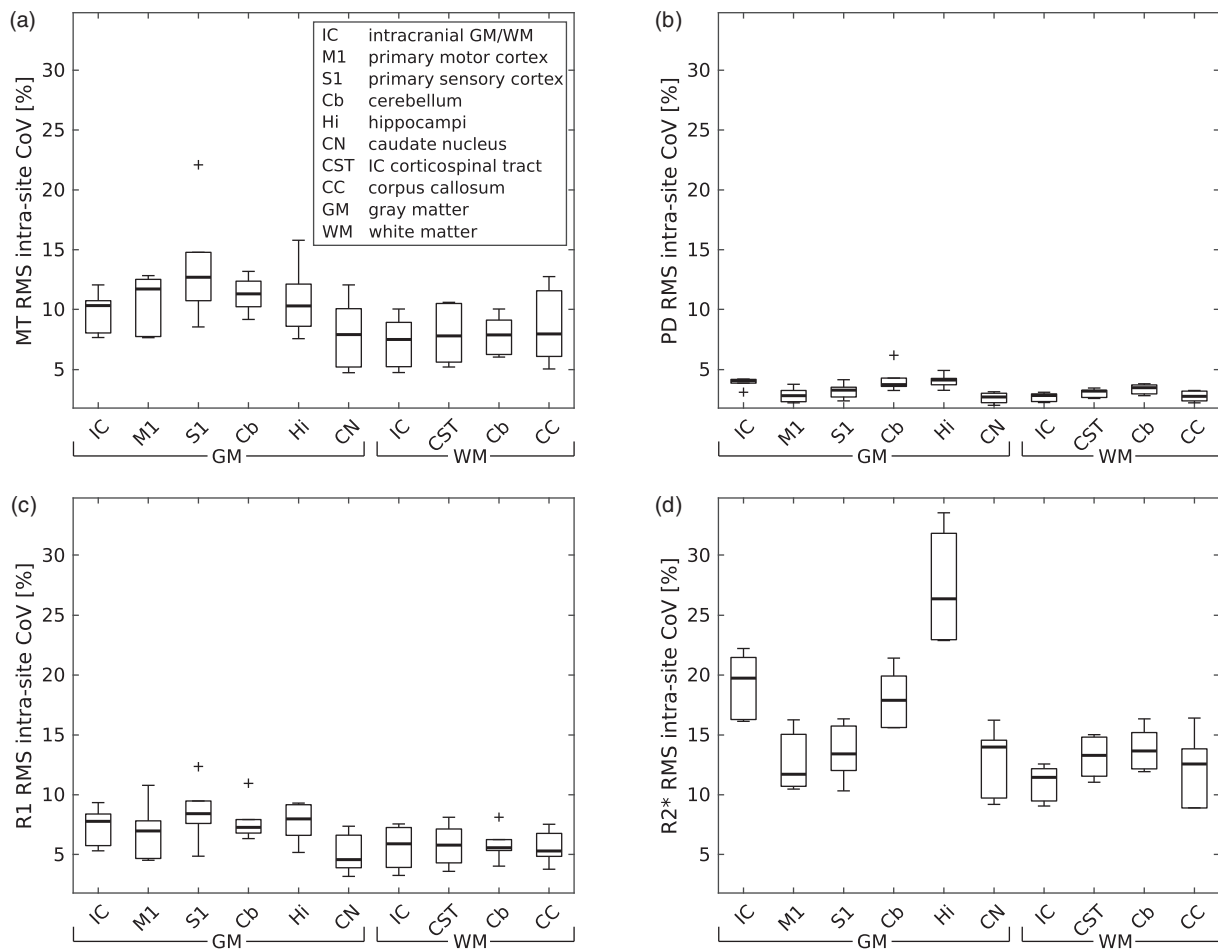 (a)
MT RMS intra-site CoV [%]
30
25
20
15
10
5
IC intracranial GM/WM
M1 primary motor cortex
S1 primary sensory cortex
Cb cerebellum
Hi hippocampi
CN caudate nucleus
CST IC corticospinal tract
CC corpus callosum
GM gray matter
WM white matter
IC M1 S1 Cb Hi CN IC CST Cb CC
GM WM
(b)
PD RMS intra-site CoV [%]
30
25
20
15
10
5
IC M1 S1 Cb Hi CN IC CST Cb CC
GM WM
(c)
R1 RMS intra-site CoV [%]
30
25
20
15
10
5
IC M1 S1 Cb Hi CN IC CST Cb CC
GM WM
(d)
R2* RMS intra-site CoV [%]
30
25
20
15
10
5
IC M1 S1 Cb Hi CN IC CST Cb CC
GM WM